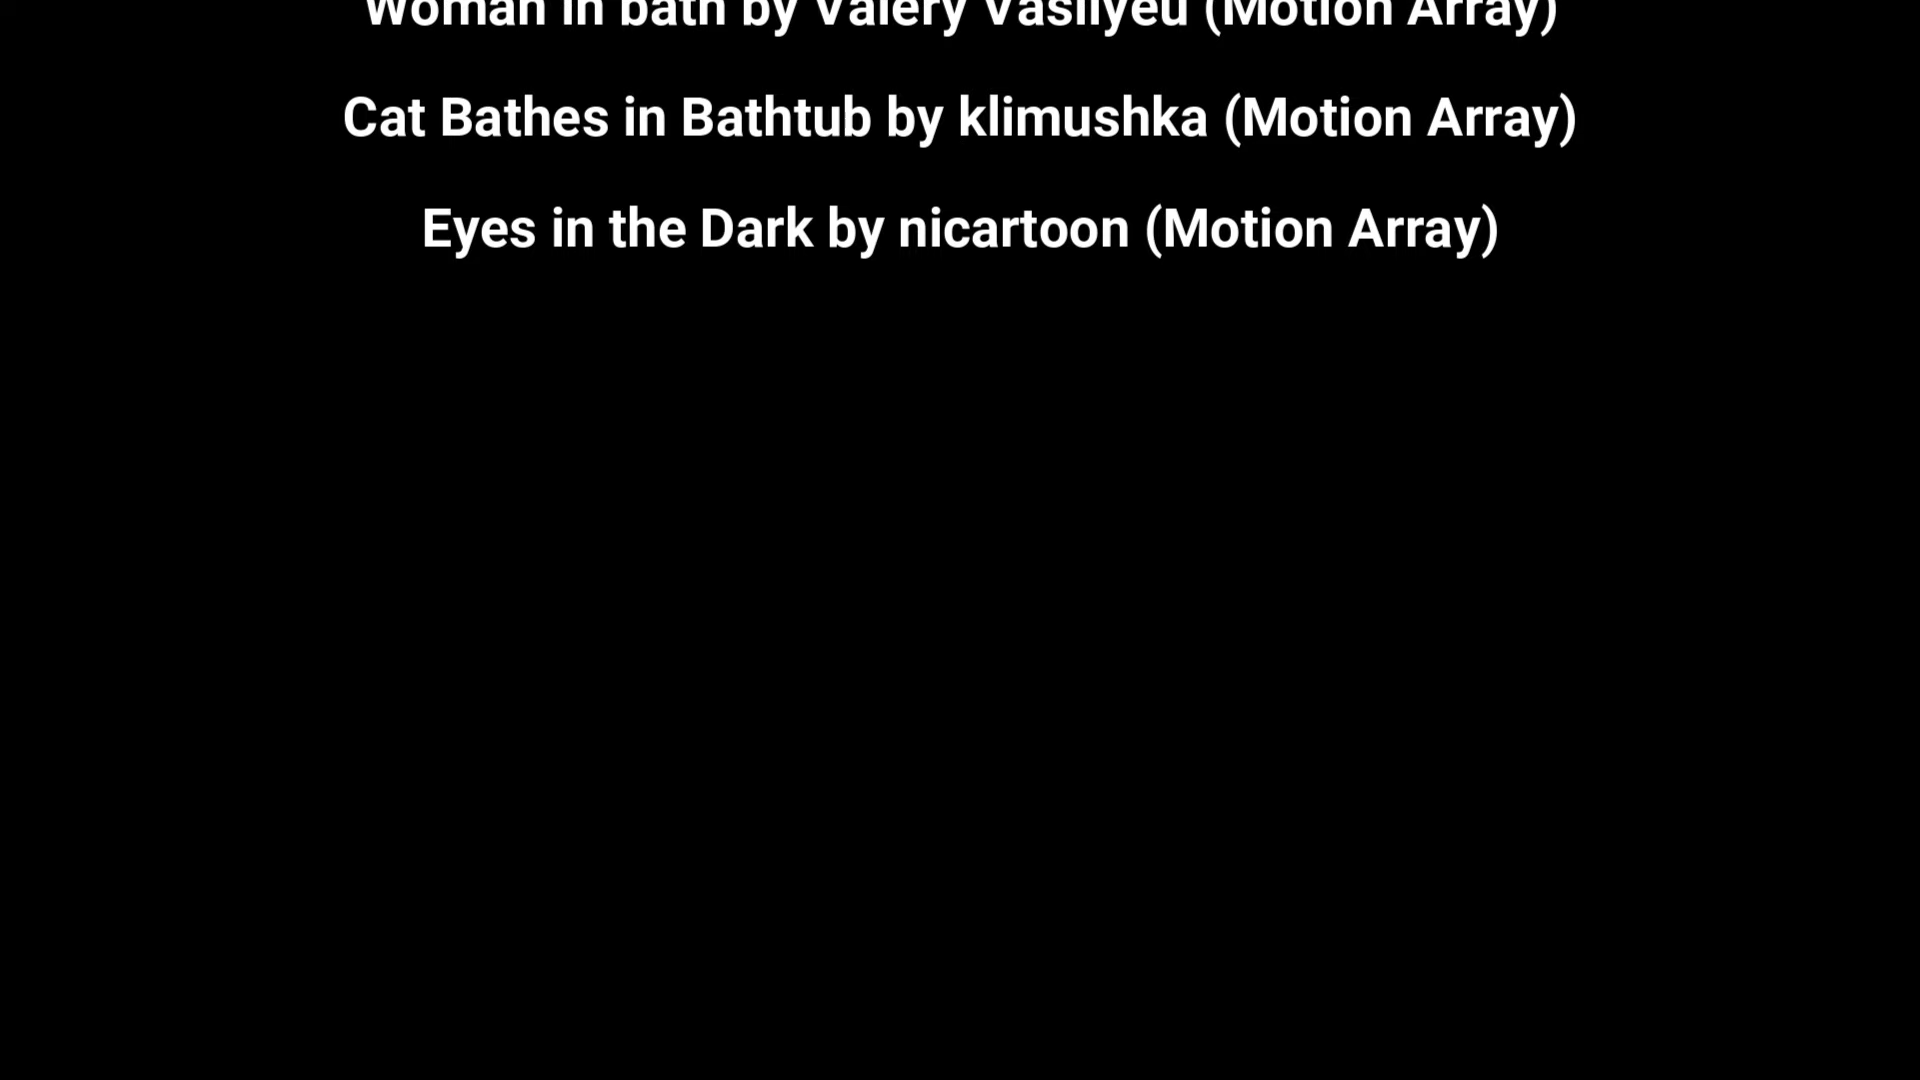 Woman in bath by Valery Vasilyeu (Motion Array)
Cat Bathes in Bathtub by klimushka (Motion Array)
Eyes in the Dark by nicartoon (Motion Array)